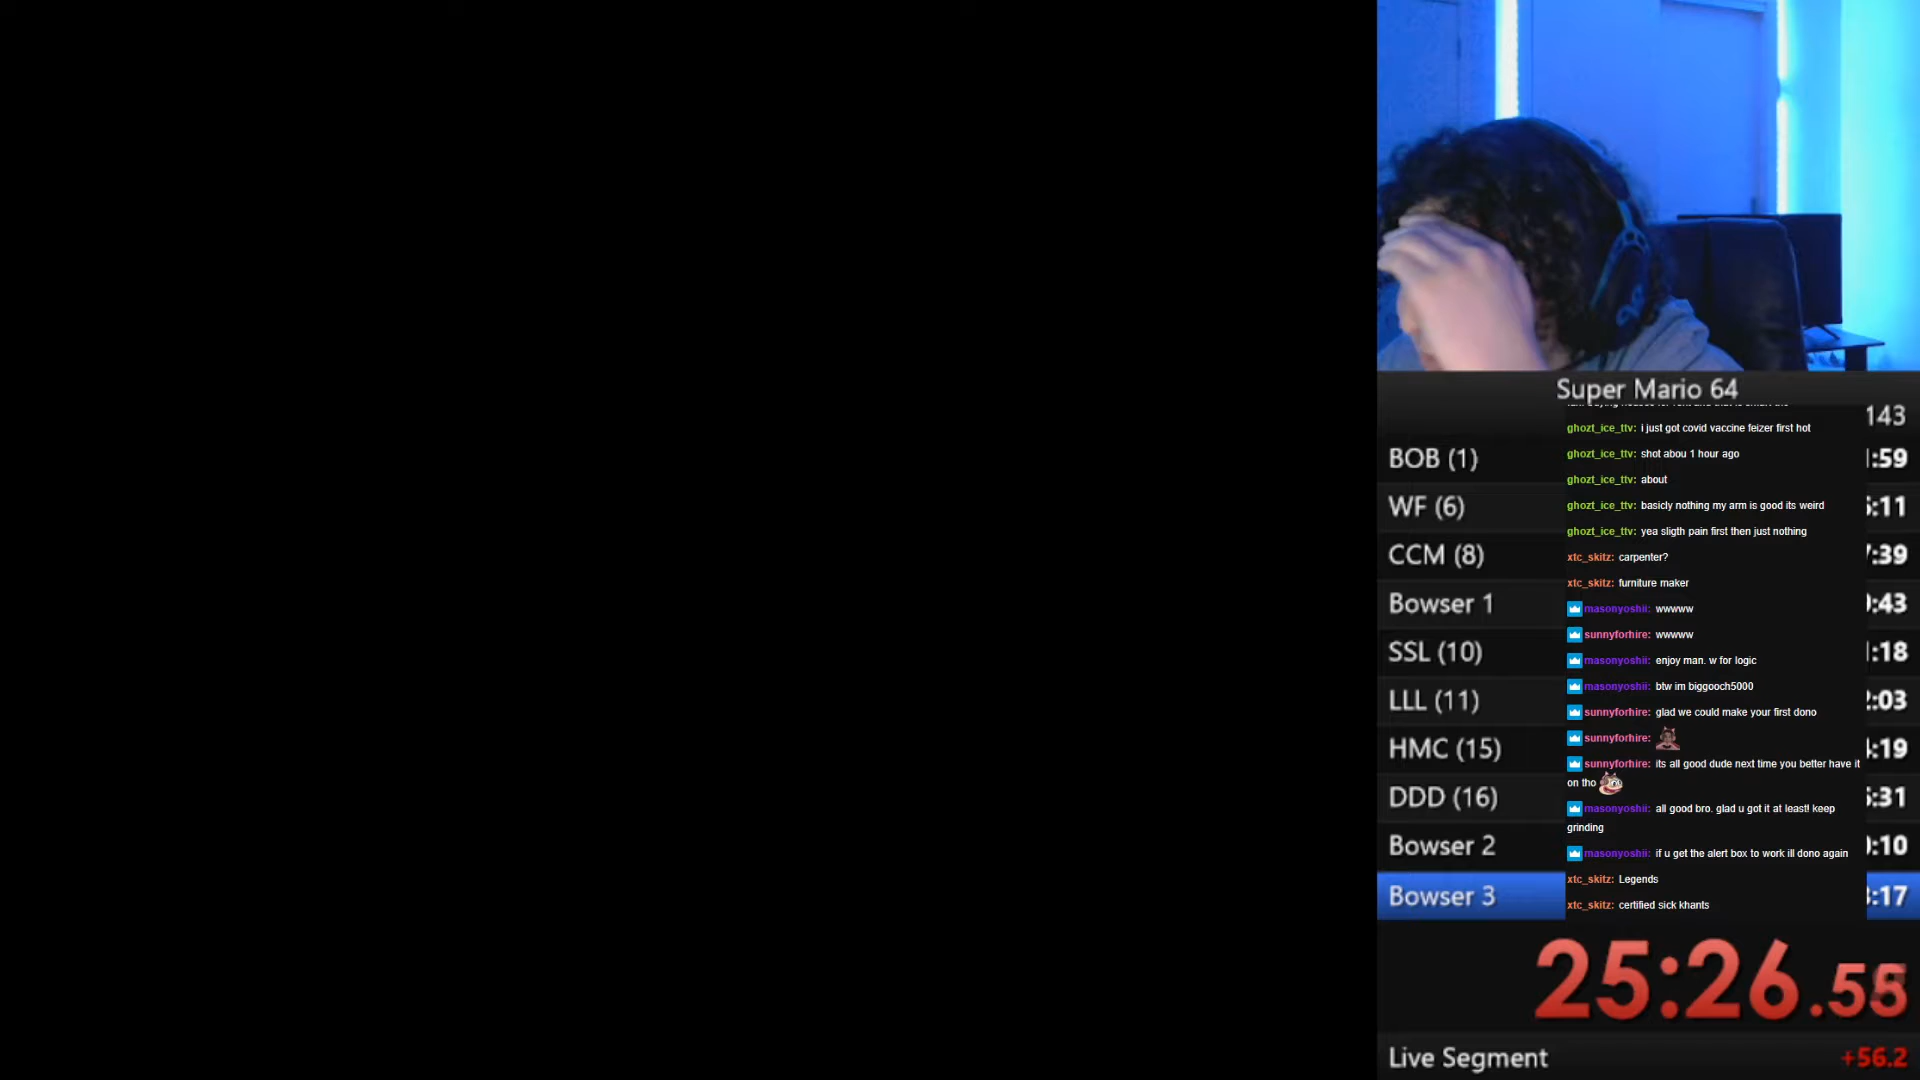 Super Mario 64
143
ghozt_ice_ttv: i just got covid vaccine feizer first hot
BOB (1) :59
ghozt_ice_ttv: shot abou 1 hour ago
ghozt_ice_ttv: about
WF (6) :11
ghozt_ice_ttv: basicly nothing my arm is good its weird
ghozt_ice_ttv: yea sligth pain first then just nothing
CCM (8) :39
xtc_skitz: carpenter?
xtc_skitz: furniture maker
Bowser 1 :43
masonyoshii: wwwww
sunnyforhire: wwwww
SSL (10) :18
masonyoshii: enjoy man. w for logic
masonyoshii: btw im biggooch5000
LLL (11) :03
sunnyforhire: glad we could make your first dono
sunnyforhire:
HMC (15) :19
sunnyforhire: its all good dude next time you better have it
on tho
DDD (16) :31
masonyoshii: all good bro. glad u got it at least! keep
grinding
Bowser 2 :10
masonyoshii: if u get the alert box to work ill dono again
xtc_skitz: Legends
Bowser 3 :17
xtc_skitz: certified sick khants
25:26.55
Live Segment +56.2